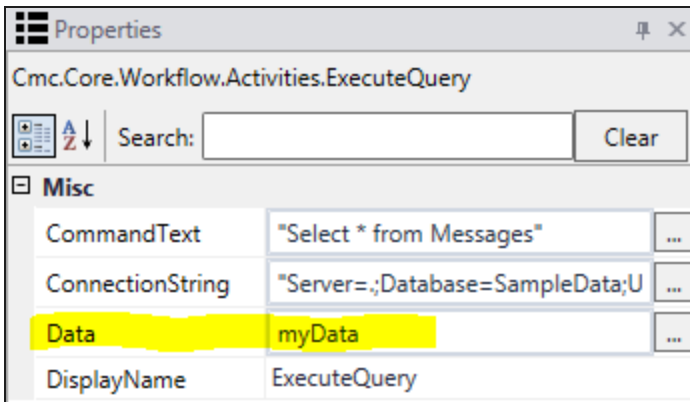 Properties
Cmc.Core.Workflow.Activities.ExecuteQuery
Search: Clear
Misc
CommandText "Select * from Messages" ...
ConnectionString "Server=.;Database=SampleData;U ...
Data myData ...
DisplayName ExecuteQuery